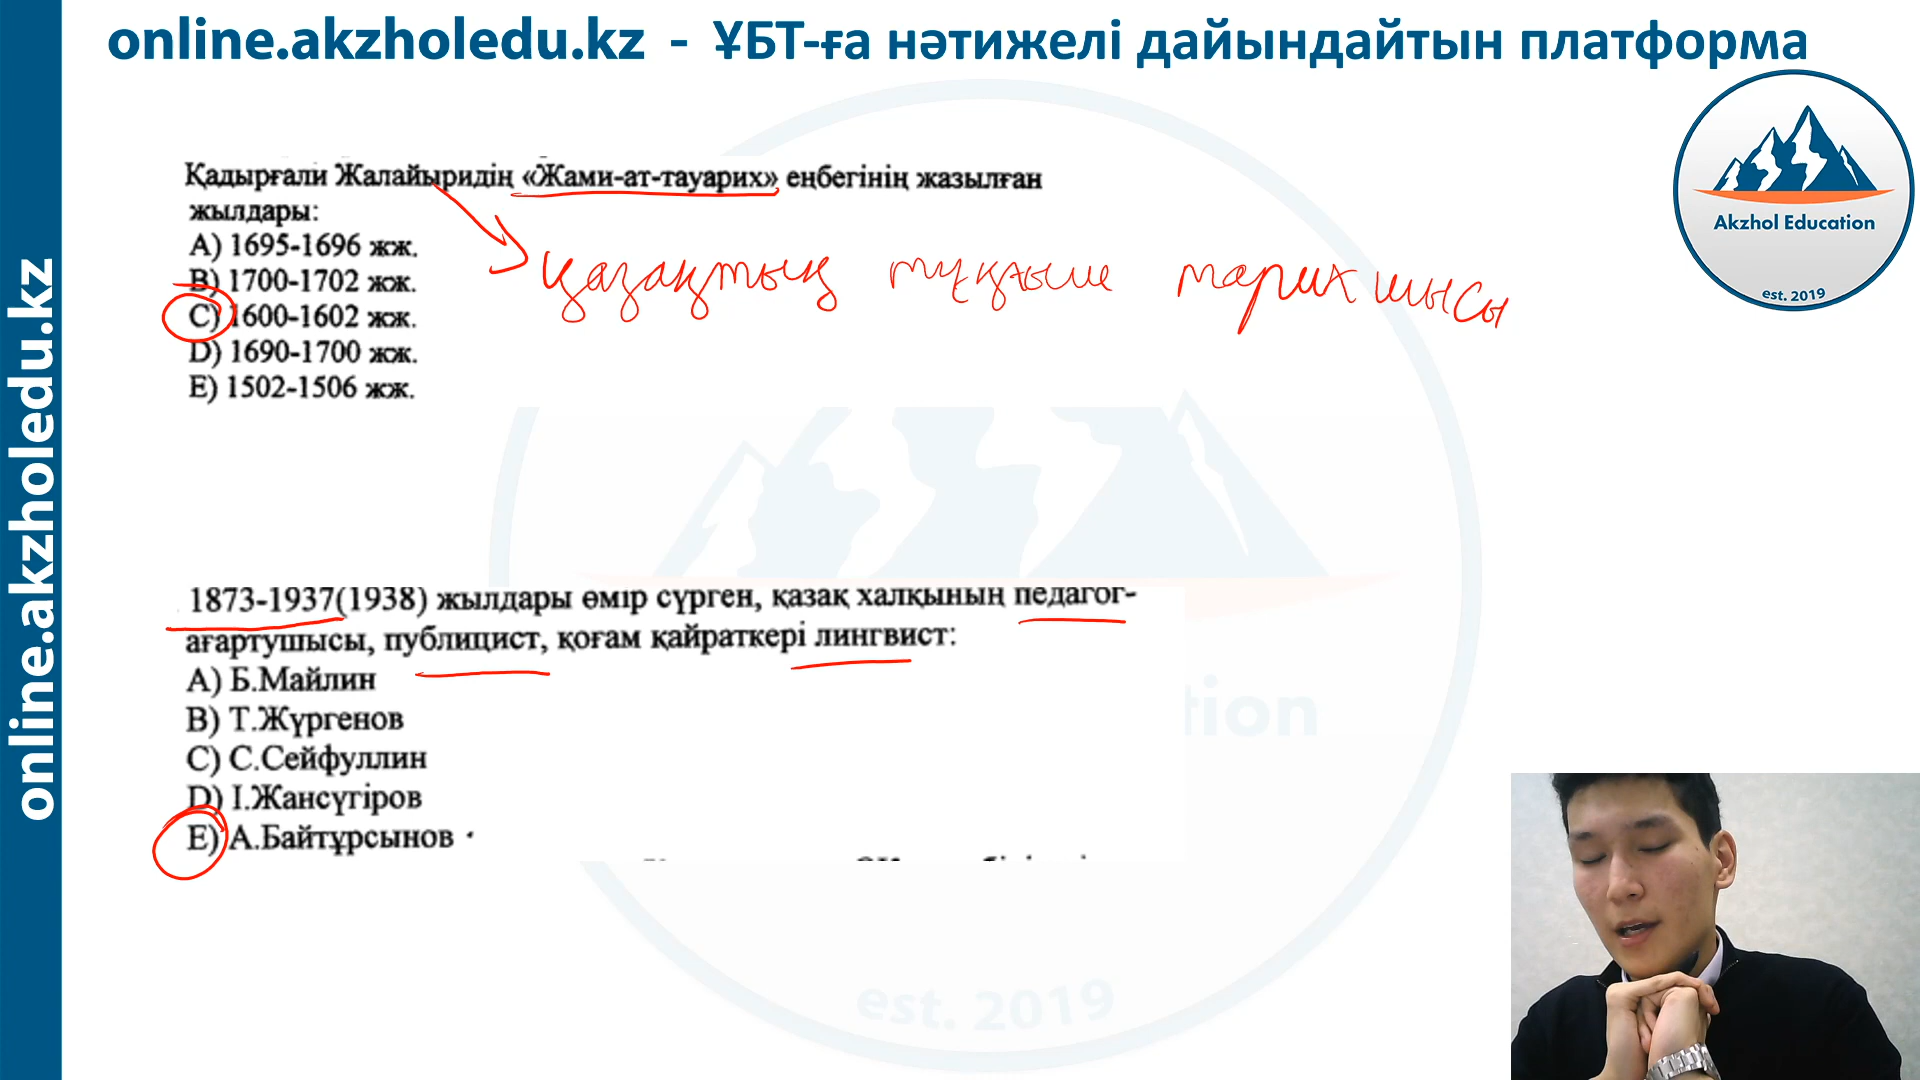 online.akzholedu.kz - ҰБТ-ға нәтижелі дайындайтын платформа
online.akzholedu.kz
Akzhol Education
est. 2019
Қадырғали Жалайыридің «Жами-ат-тауарих» еңбегінің жазылған
жылдары:
A) 1695-1696 жж.
B) 1700-1702 жж.
C) 1600-1602 жж.
D) 1690-1700 жж.
E) 1502-1506 жж.
қазақтың тұңғыш тарихшысы
1873-1937(1938) жылдары өмір сүрген, қазақ халқының педагог-
ағартушысы, публицист, қоғам қайраткері лингвист:
A) Б.Майлин
B) Т.Жүргенов
C) С.Сейфуллин
D) І.Жансүгіров
E) А.Байтұрсынов
est. 2019